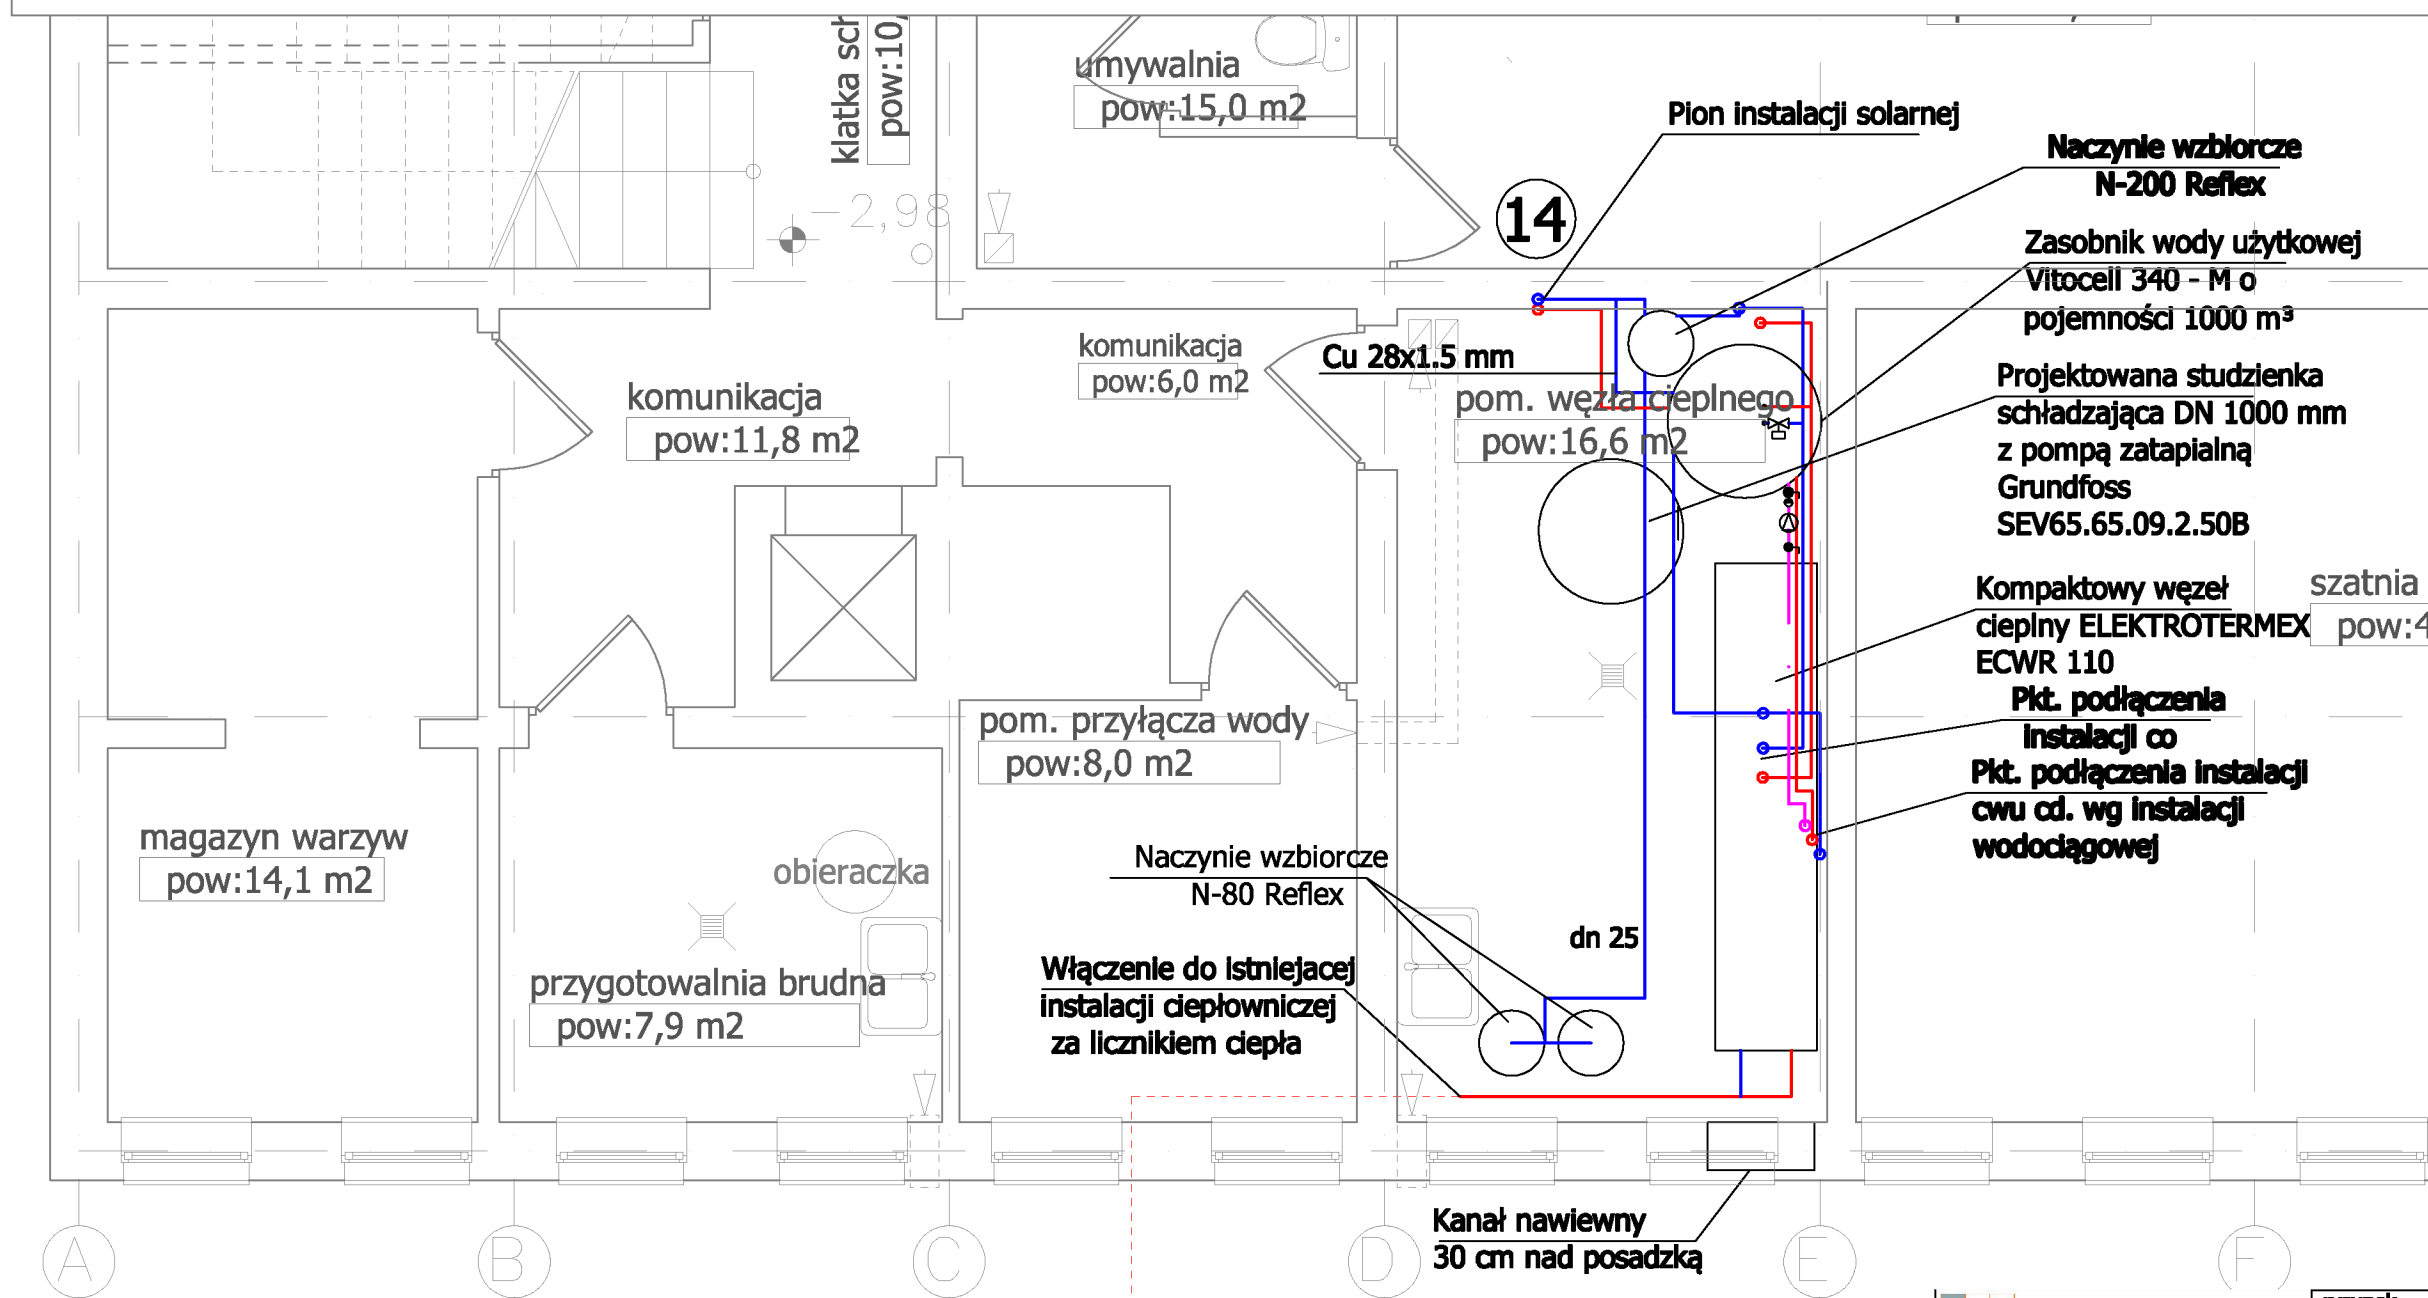 klatka
umywalnia
pow:15,0 m2
-2,98
14
Pion instalacji solarnej
Naczynie wzbiorcze
N-200 Reflex
Zasobnik wody użytkowej
Vitocell 340 - M o
pojemności 1000 m³
Cu 28x1.5 mm
Projektowana studzienka
schładzająca DN 1000 mm
z pompą zatapialną
Grundfoss
SEV65.65.09.2.50B
komunikacja
pow:11,8 m2
komunikacja
pow:6,0 m2
pom. węzła cieplnego
pow:16,6 m2
Kompaktowy węzeł
cieplny ELEKTROTERMEX
ECWR 110
szatnia
pow:4
Pkt. podłączenia
instalacji co
Pkt. podłączenia instalacji
cwu cd. wg instalacji
wodociągowej
pom. przyłącza wody
pow:8,0 m2
magazyn warzyw
pow:14,1 m2
obieraczka
przygotowalnia brudna
pow:7,9 m2
Naczynie wzbiorcze
N-80 Reflex
dn 25
Włączenie do istniejacej
instalacji ciepłowniczej
za licznikiem ciepła
Kanał nawiewny
30 cm nad posadzką
A
B
C
D
E
F